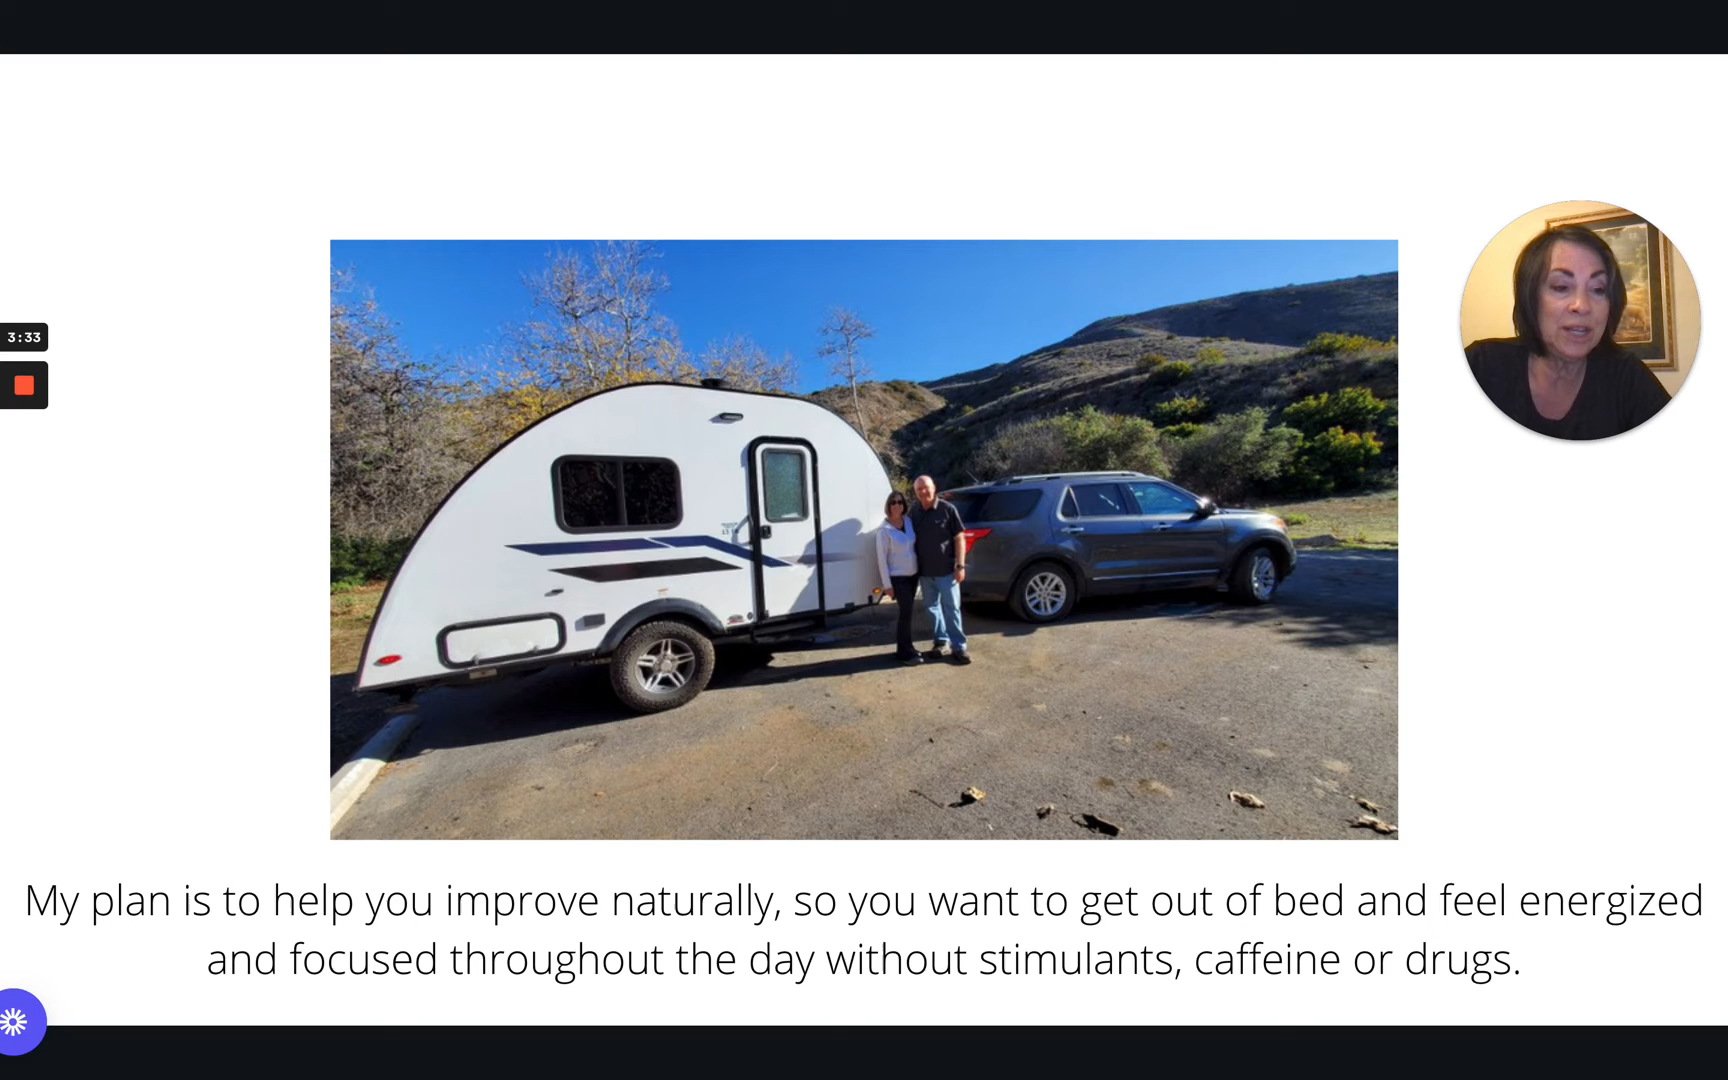 3:33
My plan is to help you improve naturally, so you want to get out of bed and feel energized
and focused throughout the day without stimulants, caffeine or drugs.